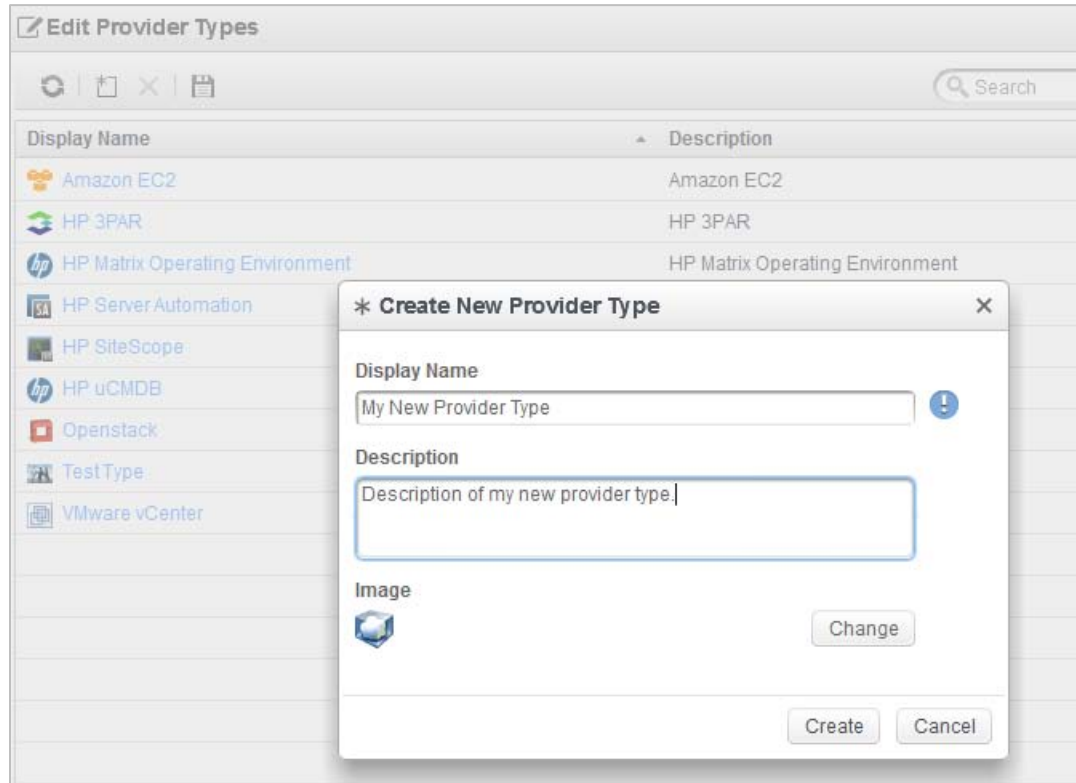 Edit Provider Types
Search
Display Name Description
Amazon EC2 Amazon EC2
HP 3PAR HP 3PAR
HP Matrix Operating Environment HP Matrix Operating Environment
HP Server Automation
HP SiteScope
HP uCMDB
Openstack
Test Type
VMware vCenter
Create New Provider Type
Display Name
My New Provider Type
Description
Description of my new provider type.
Image
Change
Create Cancel